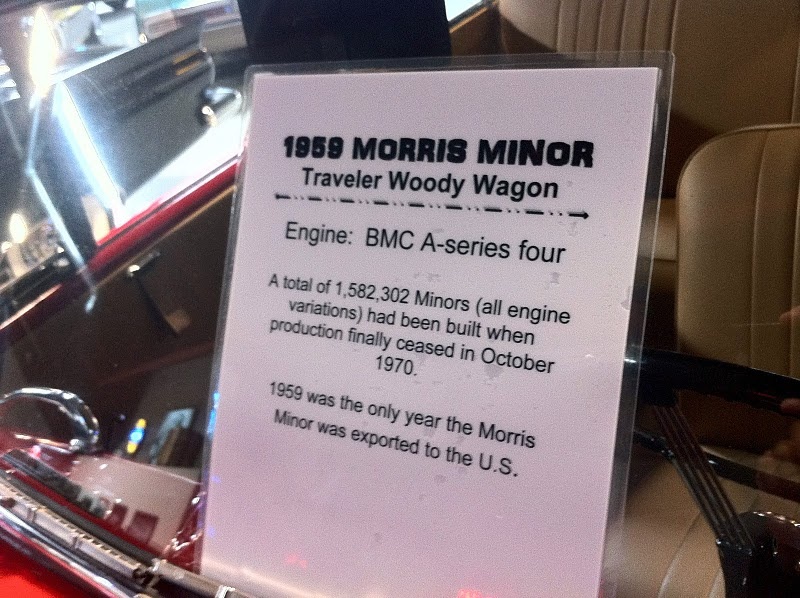 1959 MORRIS MINOR
Traveler Woody Wagon
Engine: BMC A-series four
A total of 1,582,302 Minors (all engine
variations) had been built when
production finally ceased in October
1970.
1959 was the only year the Morris
Minor was exported to the U.S.